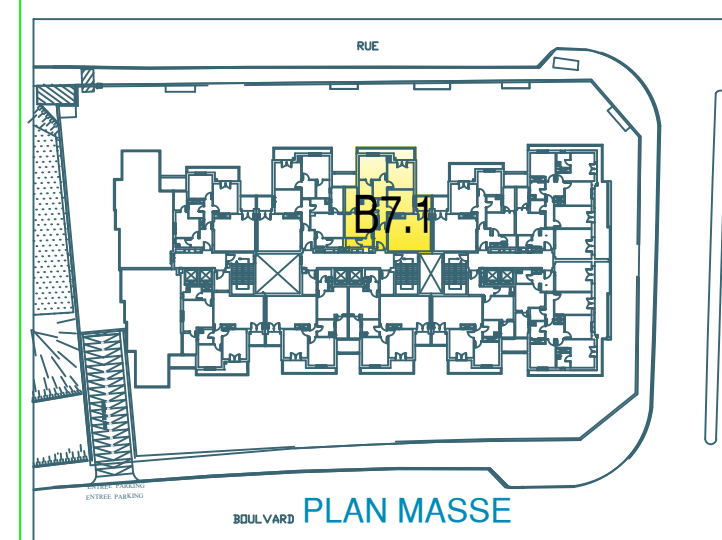 RUE
B7.1
ENTREE PARKING
ENTREE PARKING
BOULVARD
PLAN MASSE